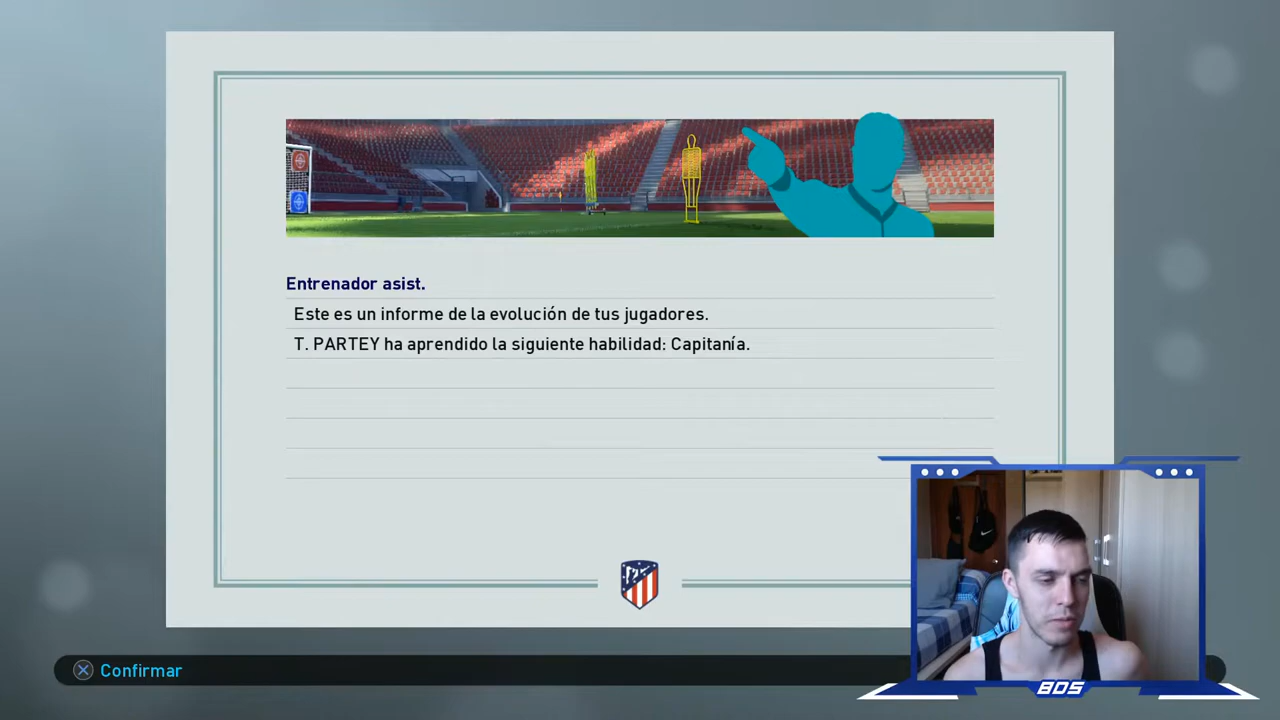 Entrenador asist.
Este es un informe de la evolución de tus jugadores.
T. PARTEY ha aprendido la siguiente habilidad: Capitanía.
Confirmar
BDS